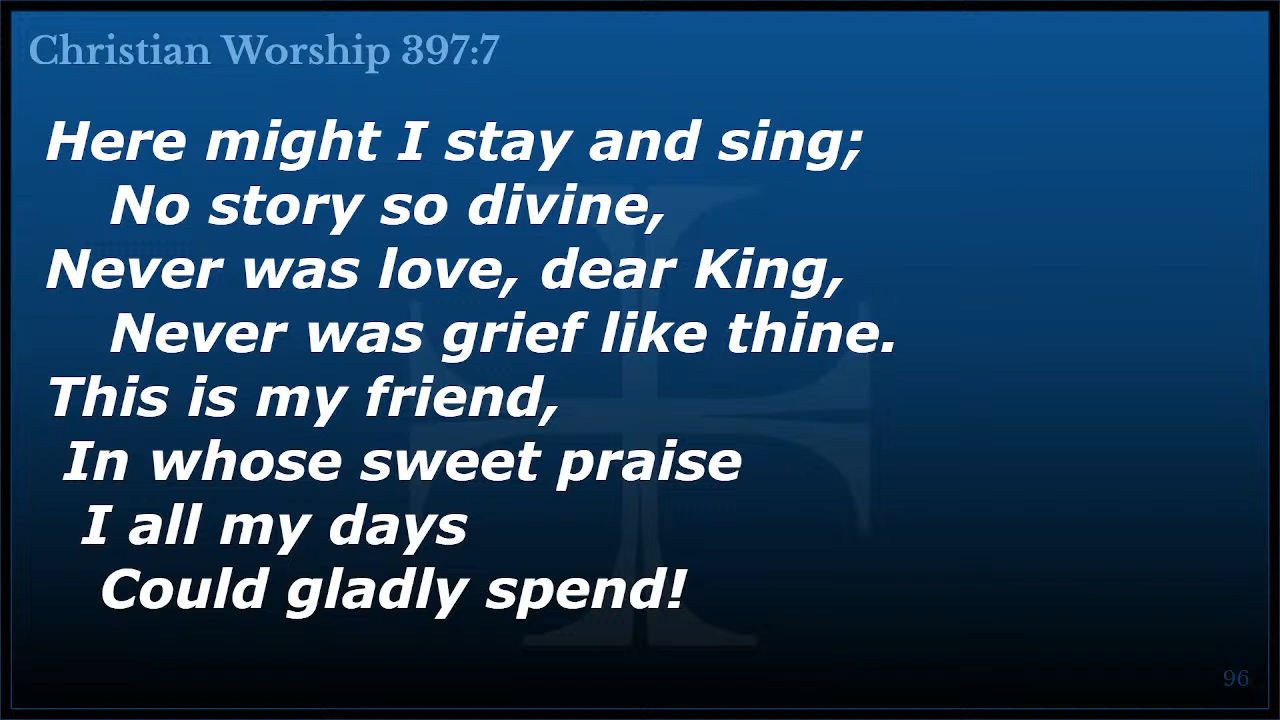 Christian Worship 397:7
Here might I stay and sing;
No story so divine,
Never was love, dear King,
Never was grief like thine.
This is my friend,
In whose sweet praise
I all my days
Could gladly spend!
96